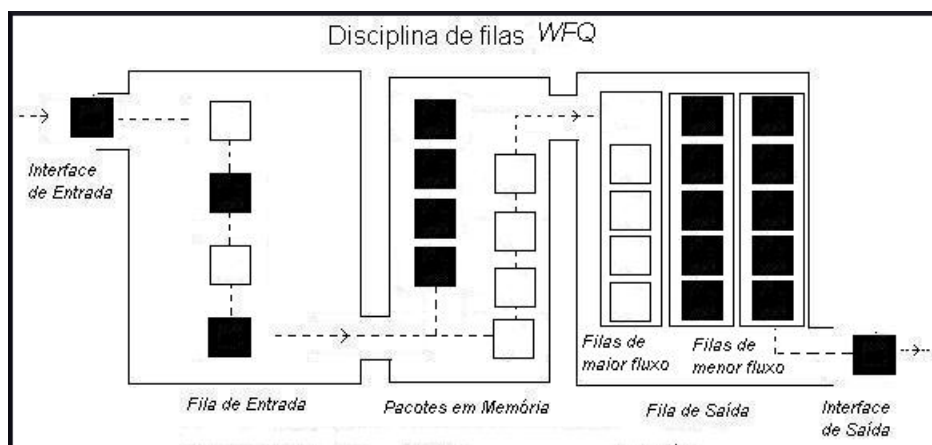 Disciplina de filas WFQ
Interface
de Entrada
Filas de
maior fluxo
Filas de
menor fluxo
Fila de Entrada
Pacotes em Memória
Fila de Saída
Interface
de Saída